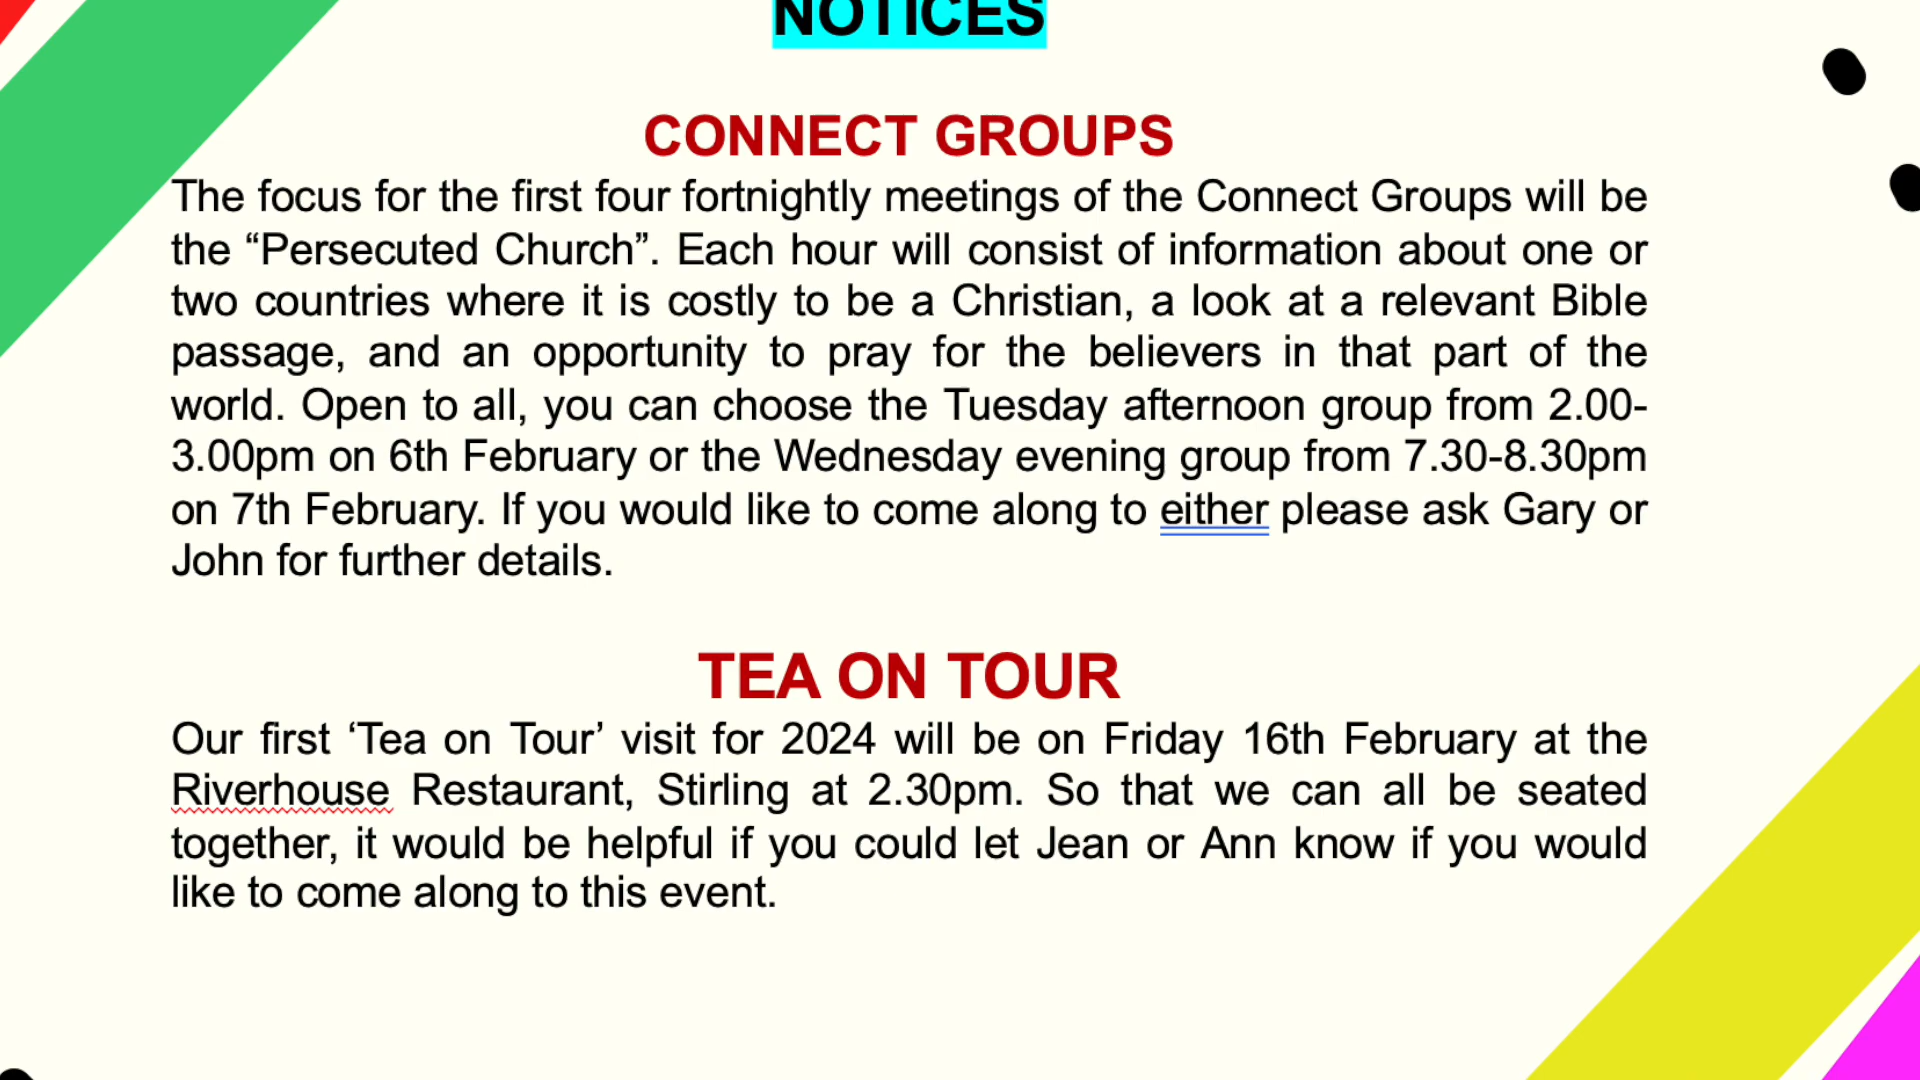 NOTICES
CONNECT GROUPS
The focus for the first four fortnightly meetings of the Connect Groups will be
the “Persecuted Church”. Each hour will consist of information about one or
two countries where it is costly to be a Christian, a look at a relevant Bible
passage, and an opportunity to pray for the believers in that part of the
world. Open to all, you can choose the Tuesday afternoon group from 2.00-
3.00pm on 6th February or the Wednesday evening group from 7.30-8.30pm
on 7th February. If you would like to come along to either please ask Gary or
John for further details.
TEA ON TOUR
Our first ‘Tea on Tour’ visit for 2024 will be on Friday 16th February at the
Riverhouse Restaurant, Stirling at 2.30pm. So that we can all be seated
together, it would be helpful if you could let Jean or Ann know if you would
like to come along to this event.